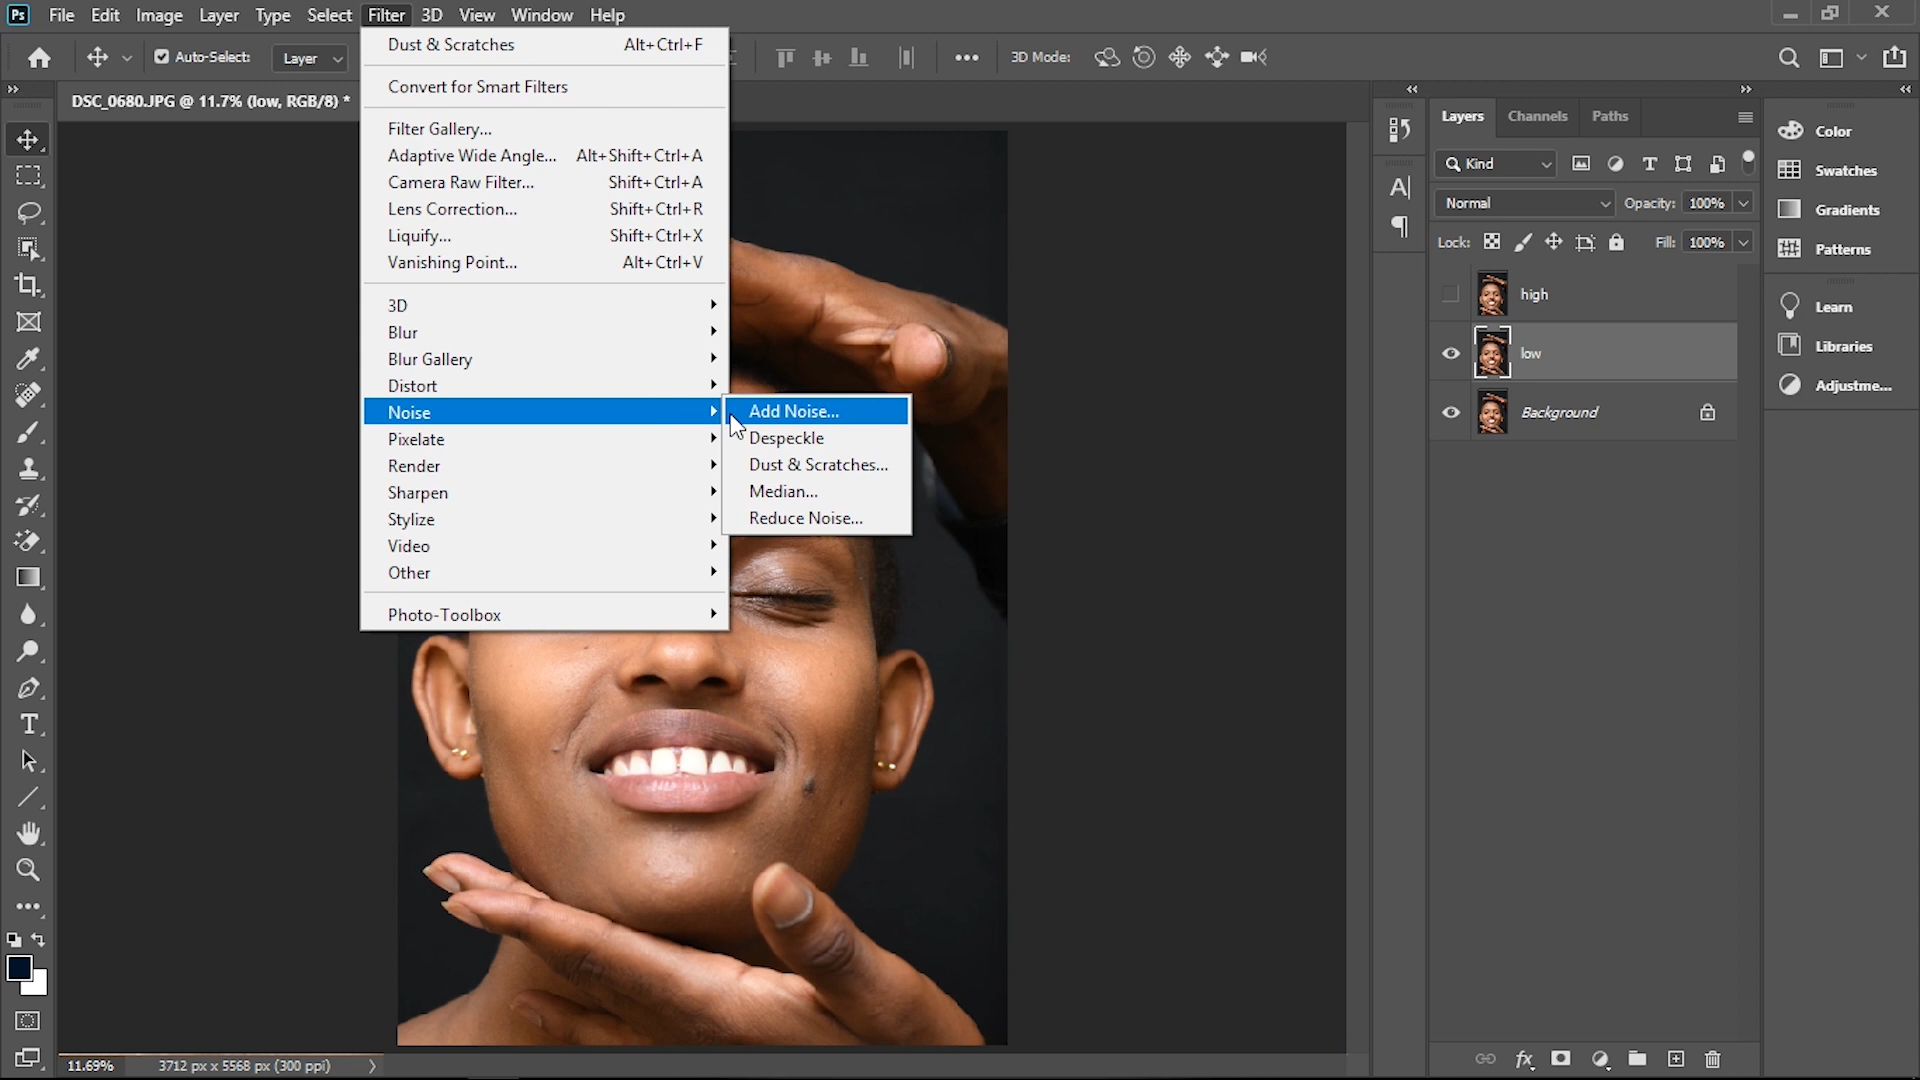 Ps File Edit Image Layer Type Select Filter 3D View Window Help
Auto-Select: Layer 3D Mode:
DSC_0680.JPG @ 11.7% (low, RGB/8) *
Dust & Scratches Alt+Ctrl+F
Convert for Smart Filters
Filter Gallery...
Adaptive Wide Angle... Alt+Shift+Ctrl+A
Camera Raw Filter... Shift+Ctrl+A
Lens Correction... Shift+Ctrl+R
Liquify... Shift+Ctrl+X
Vanishing Point... Alt+Ctrl+V
3D
Blur
Blur Gallery
Distort
Noise
Pixelate
Render
Sharpen
Stylize
Video
Other
Photo-Toolbox
Add Noise...
Despeckle
Dust & Scratches...
Median...
Reduce Noise...
Layers Channels Paths
Kind
Normal Opacity: 100%
Lock: Fill: 100%
high
low
Background
Color
Swatches
Gradients
Patterns
Learn
Libraries
Adjustme...
11.69% 3712 px x 5568 px (300 ppi)